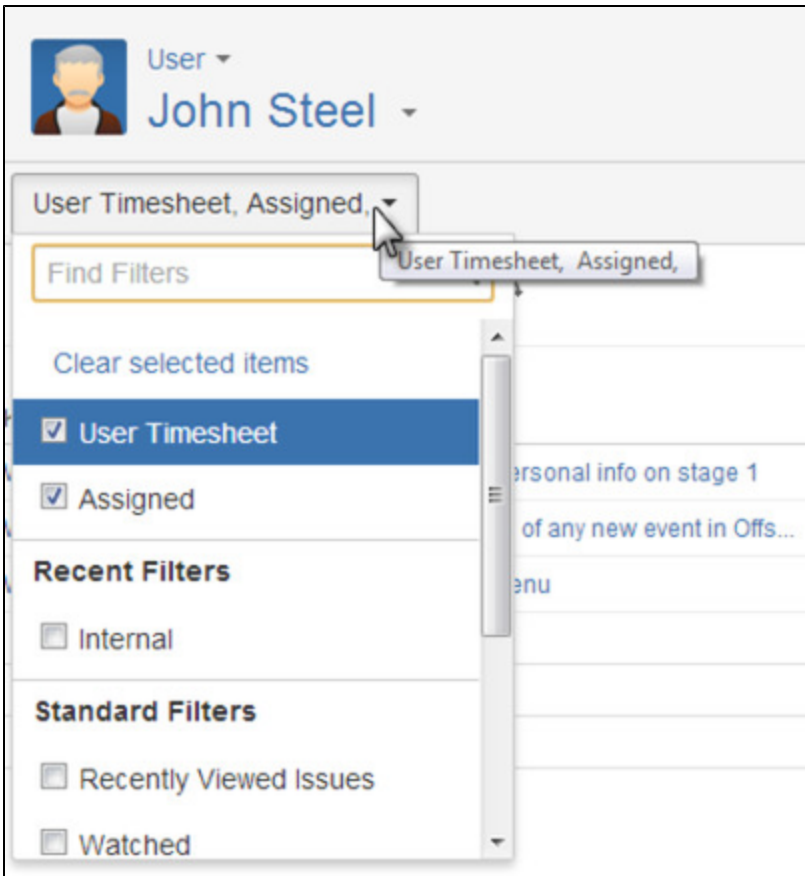 User
John Steel
User Timesheet, Assigned,
User Timesheet, Assigned,
Find Filters
Clear selected items
User Timesheet
Assigned
ersonal info on stage 1
of any new event in Offs...
enu
Recent Filters
Internal
Standard Filters
Recently Viewed Issues
Watched